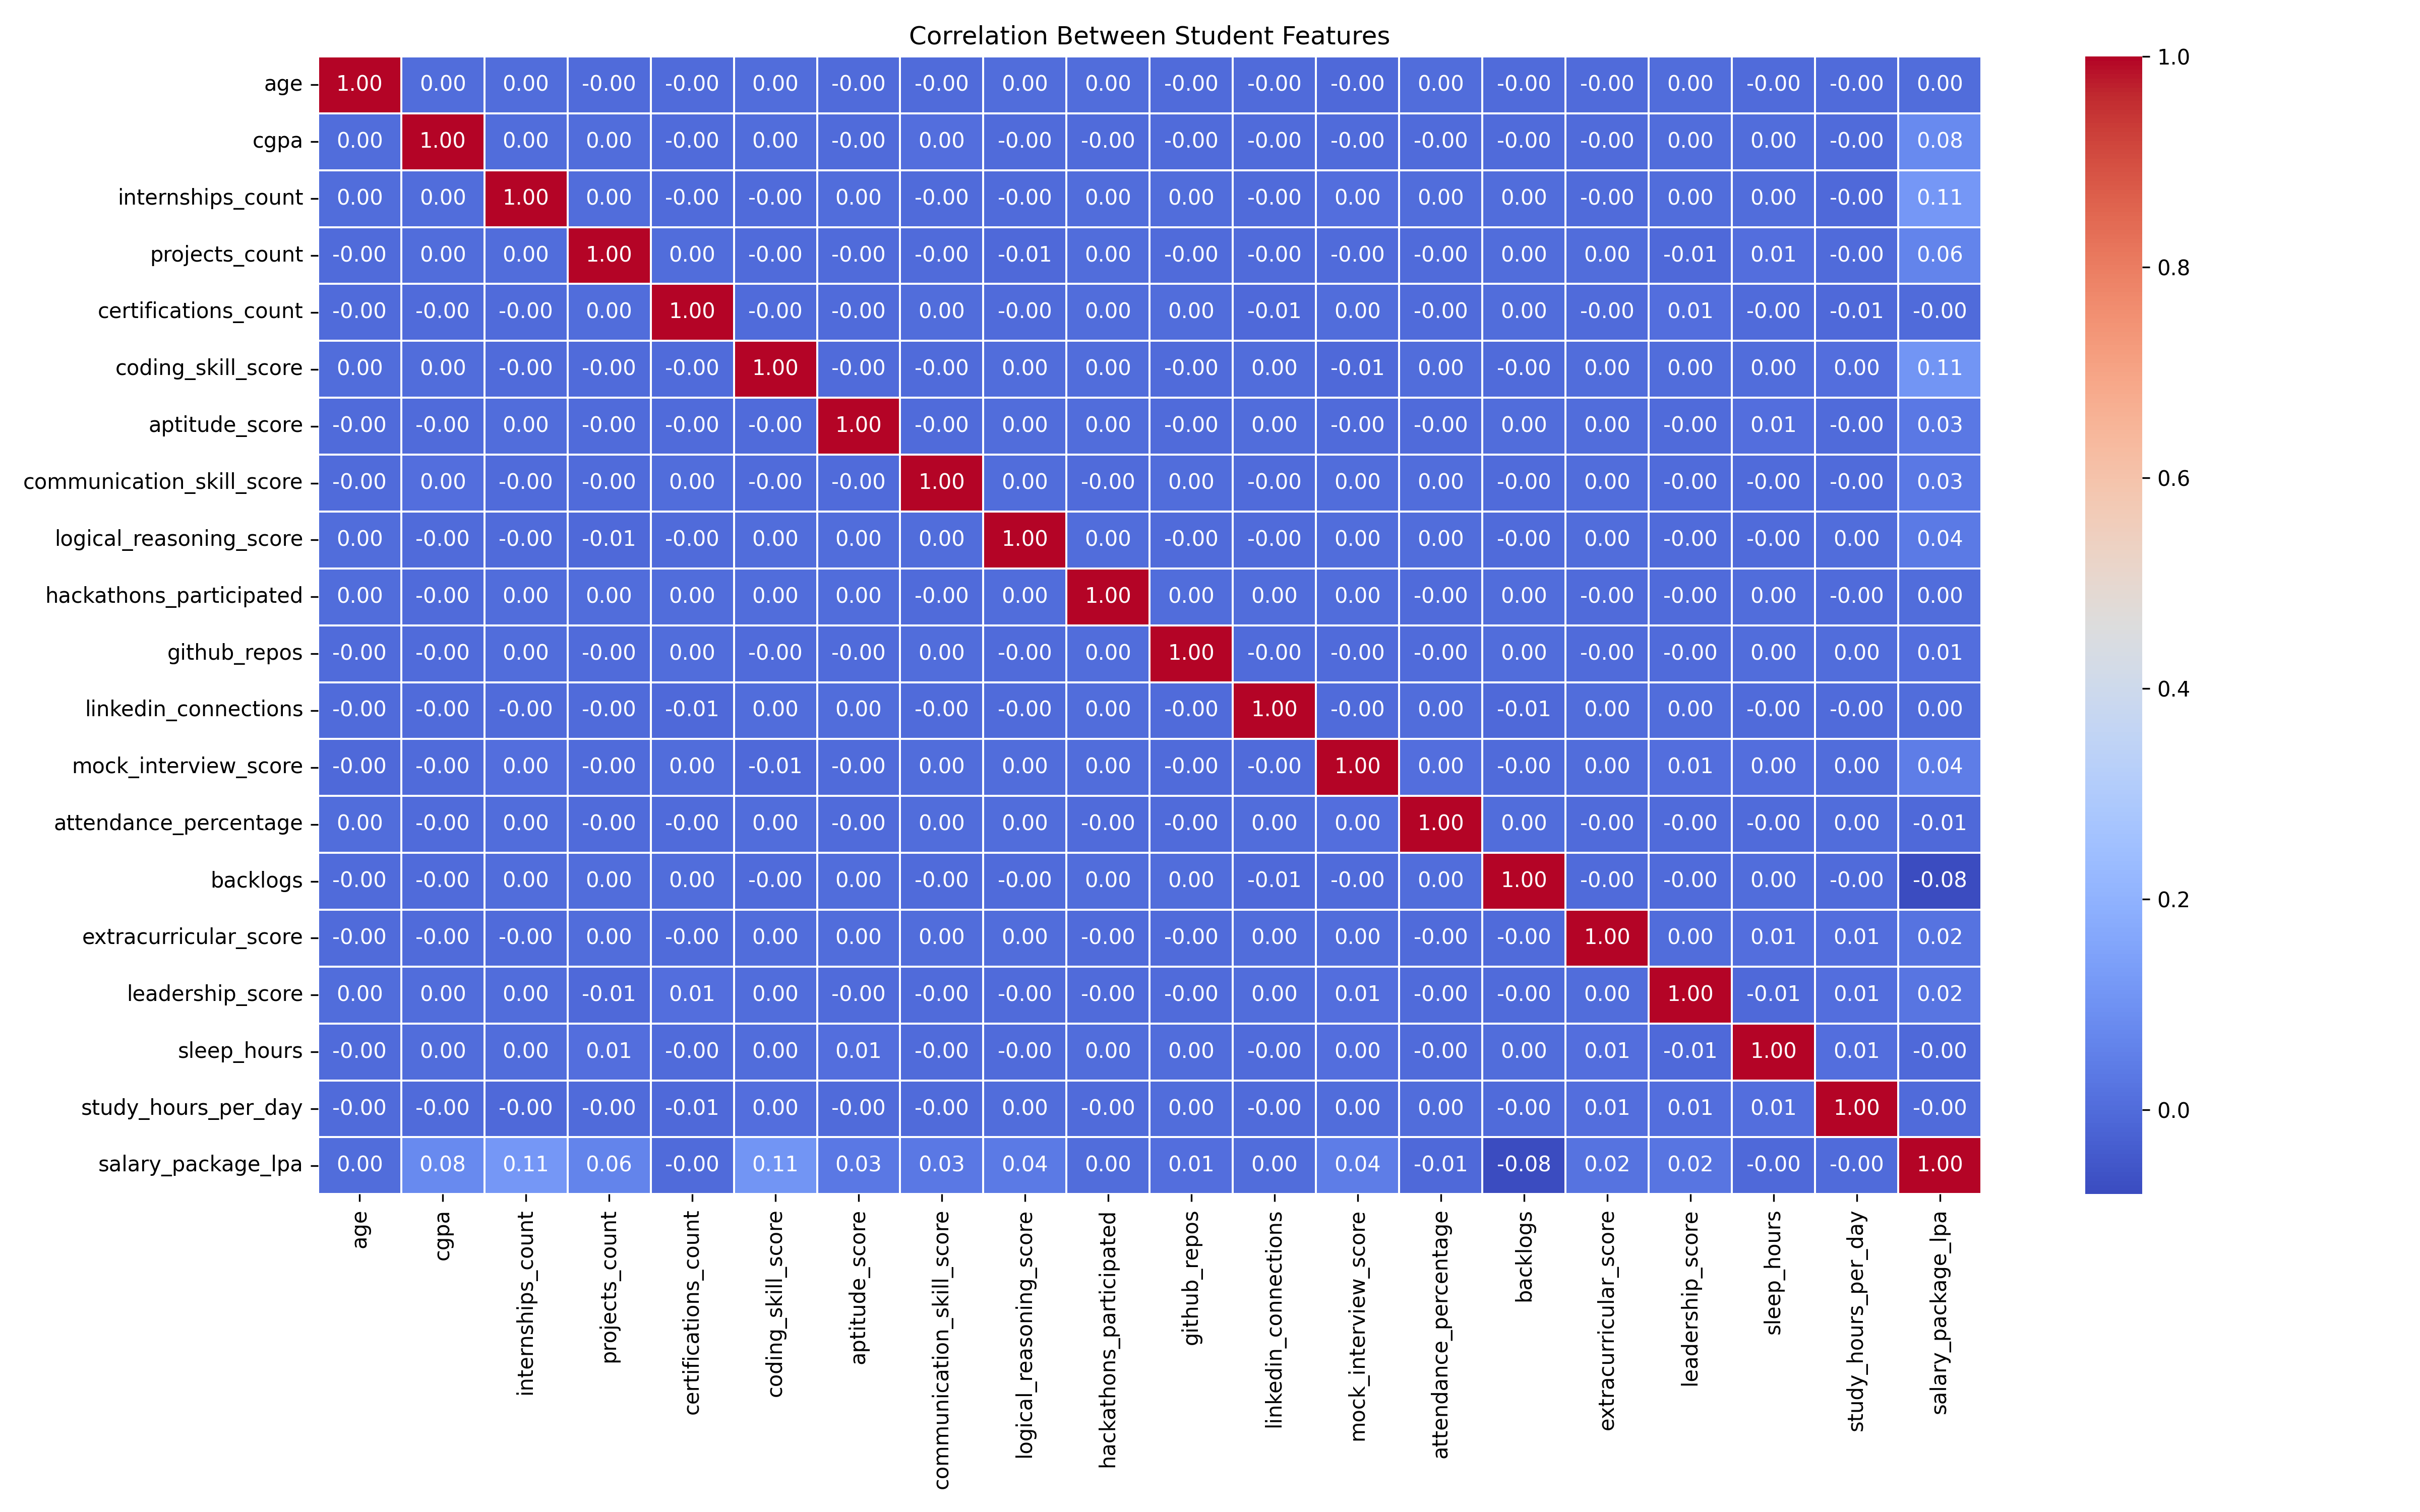 Correlation Between Student Features
age 1.00 0.00 0.00 -0.00 -0.00 0.00 -0.00 -0.00 0.00 0.00 -0.00 -0.00 -0.00 0.00 -0.00 -0.00 0.00 -0.00 -0.00 0.00
cgpa 0.00 1.00 0.00 0.00 -0.00 0.00 -0.00 0.00 -0.00 -0.00 -0.00 -0.00 -0.00 -0.00 -0.00 -0.00 0.00 0.00 -0.00 0.08
internships_count 0.00 0.00 1.00 0.00 -0.00 -0.00 0.00 -0.00 -0.00 0.00 0.00 -0.00 0.00 0.00 0.00 -0.00 0.00 0.00 -0.00 0.11
projects_count -0.00 0.00 0.00 1.00 0.00 -0.00 -0.00 -0.00 -0.01 0.00 -0.00 -0.00 -0.00 -0.00 0.00 0.00 -0.01 0.01 -0.00 0.06
certifications_count -0.00 -0.00 -0.00 0.00 1.00 -0.00 -0.00 0.00 -0.00 0.00 0.00 -0.01 0.00 -0.00 0.00 -0.00 0.01 -0.00 -0.01 -0.00
coding_skill_score 0.00 0.00 -0.00 -0.00 -0.00 1.00 -0.00 -0.00 0.00 0.00 -0.00 0.00 -0.01 0.00 -0.00 0.00 0.00 0.00 0.00 0.11
aptitude_score -0.00 -0.00 0.00 -0.00 -0.00 -0.00 1.00 -0.00 0.00 0.00 -0.00 0.00 -0.00 -0.00 0.00 0.00 -0.00 0.01 -0.00 0.03
communication_skill_score -0.00 0.00 -0.00 -0.00 0.00 -0.00 -0.00 1.00 0.00 -0.00 0.00 -0.00 0.00 0.00 -0.00 0.00 -0.00 -0.00 -0.00 0.03
logical_reasoning_score 0.00 -0.00 -0.00 -0.01 -0.00 0.00 0.00 0.00 1.00 0.00 -0.00 -0.00 0.00 0.00 -0.00 0.00 -0.00 -0.00 0.00 0.04
hackathons_participated 0.00 -0.00 0.00 0.00 0.00 0.00 0.00 -0.00 0.00 1.00 0.00 0.00 0.00 -0.00 0.00 -0.00 -0.00 0.00 -0.00 0.00
github_repos -0.00 -0.00 0.00 -0.00 0.00 -0.00 -0.00 0.00 -0.00 0.00 1.00 -0.00 -0.00 -0.00 0.00 -0.00 -0.00 0.00 0.00 0.01
linkedin_connections -0.00 -0.00 -0.00 -0.00 -0.01 0.00 0.00 -0.00 -0.00 0.00 -0.00 1.00 -0.00 0.00 -0.01 0.00 0.00 -0.00 -0.00 0.00
mock_interview_score -0.00 -0.00 0.00 -0.00 0.00 -0.01 -0.00 0.00 0.00 0.00 -0.00 -0.00 1.00 0.00 -0.00 0.00 0.01 0.00 0.00 0.04
attendance_percentage 0.00 -0.00 0.00 -0.00 -0.00 0.00 -0.00 0.00 0.00 -0.00 -0.00 0.00 0.00 1.00 0.00 -0.00 -0.00 -0.00 0.00 -0.01
backlogs -0.00 -0.00 0.00 0.00 0.00 -0.00 0.00 -0.00 -0.00 0.00 0.00 -0.01 -0.00 0.00 1.00 -0.00 -0.00 0.00 -0.00 -0.08
extracurricular_score -0.00 -0.00 -0.00 0.00 -0.00 0.00 0.00 0.00 0.00 -0.00 -0.00 0.00 0.00 -0.00 -0.00 1.00 0.00 0.01 0.01 0.02
leadership_score 0.00 0.00 0.00 -0.01 0.01 0.00 -0.00 -0.00 -0.00 -0.00 -0.00 0.00 0.01 -0.00 -0.00 0.00 1.00 -0.01 0.01 0.02
sleep_hours -0.00 0.00 0.00 0.01 -0.00 0.00 0.01 -0.00 -0.00 0.00 0.00 -0.00 0.00 -0.00 0.00 0.01 -0.01 1.00 0.01 -0.00
study_hours_per_day -0.00 -0.00 -0.00 -0.00 -0.01 0.00 -0.00 -0.00 0.00 -0.00 0.00 -0.00 0.00 0.00 -0.00 0.01 0.01 0.01 1.00 -0.00
salary_package_lpa 0.00 0.08 0.11 0.06 -0.00 0.11 0.03 0.03 0.04 0.00 0.01 0.00 0.04 -0.01 -0.08 0.02 0.02 -0.00 -0.00 1.00
age
cgpa
internships_count
projects_count
certifications_count
coding_skill_score
aptitude_score
communication_skill_score
logical_reasoning_score
hackathons_participated
github_repos
linkedin_connections
mock_interview_score
attendance_percentage
backlogs
extracurricular_score
leadership_score
sleep_hours
study_hours_per_day
salary_package_lpa
1.0
0.8
0.6
0.4
0.2
0.0